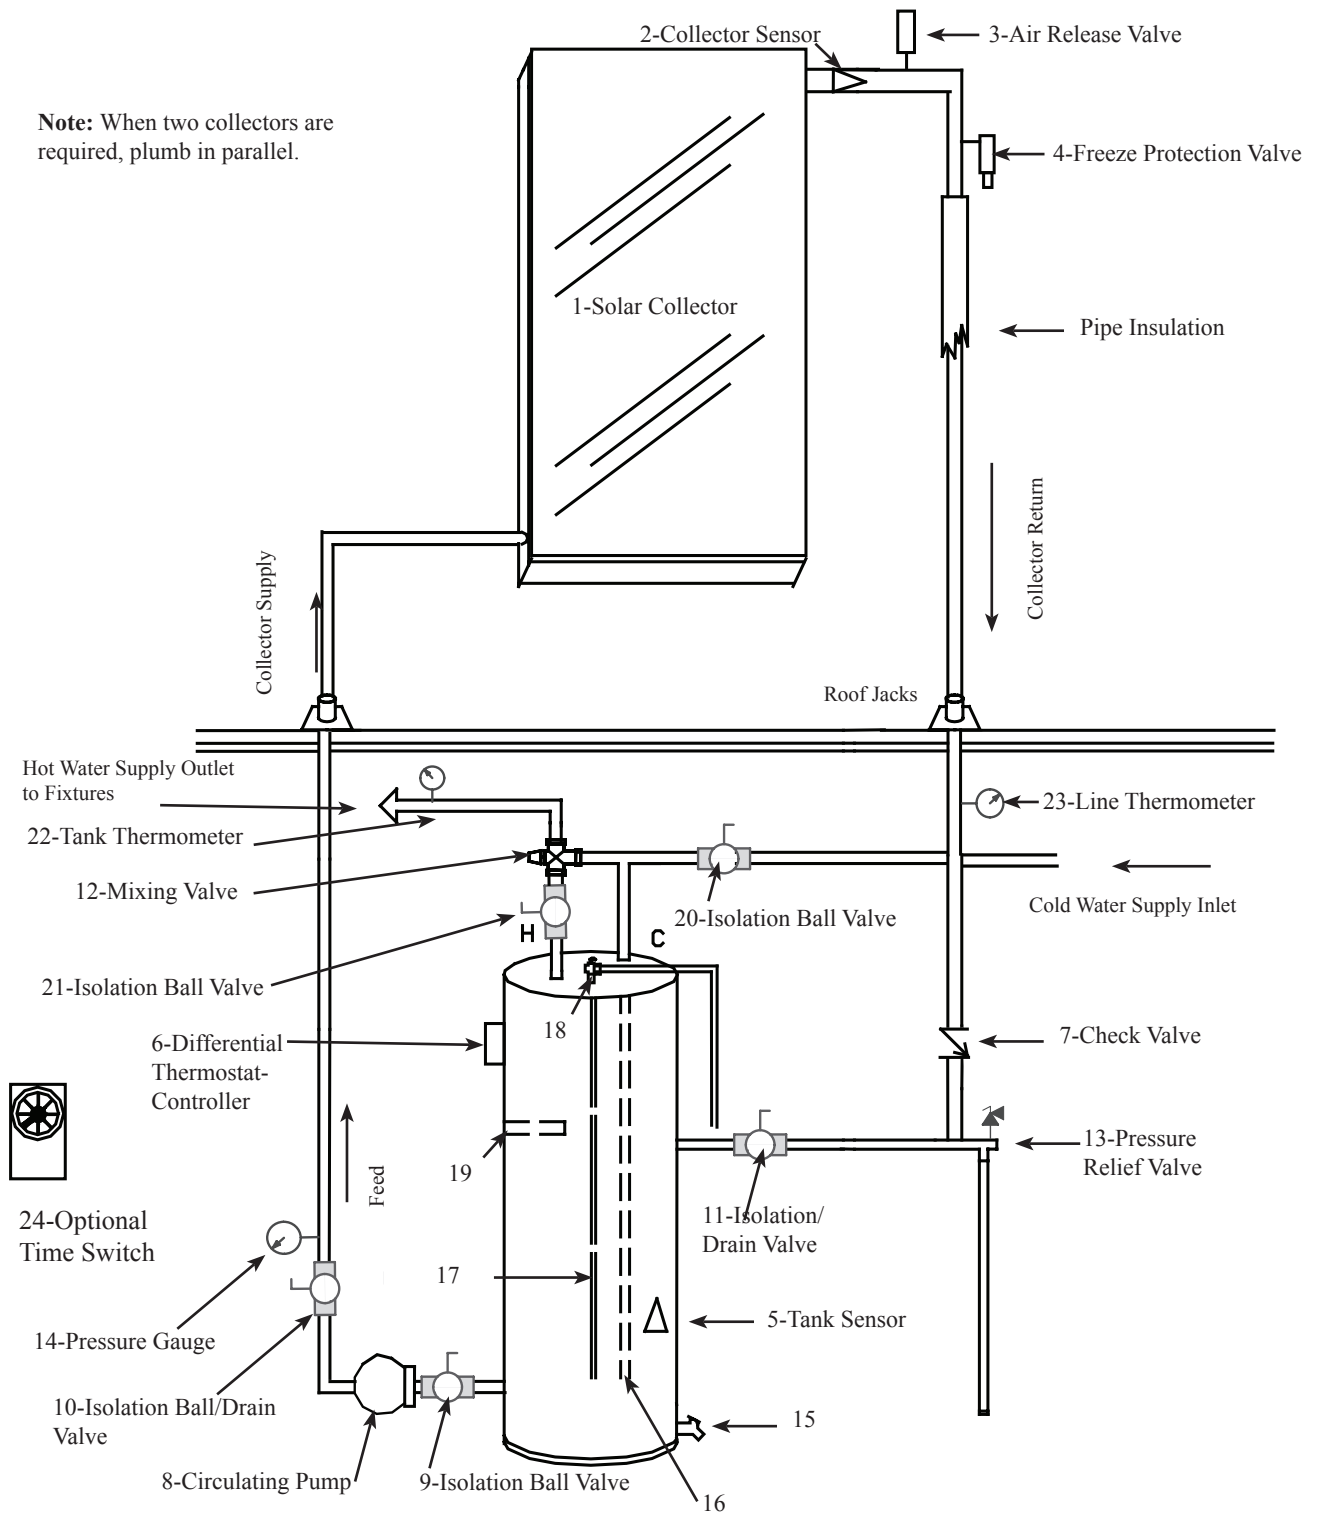 2-Collector Sensor
3-Air Release Valve
Note: When two collectors are
required, plumb in parallel.
4-Freeze Protection Valve
1-Solar Collector
Pipe Insulation
Collector Supply
Collector Return
Roof Jacks
Hot Water Supply Outlet
to Fixtures
23-Line Thermometer
22-Tank Thermometer
12-Mixing Valve
20-Isolation Ball Valve
Cold Water Supply Inlet
H
C
21-Isolation Ball Valve
18
6-Differential
Thermostat-
Controller
7-Check Valve
19
13-Pressure
Relief Valve
Feed
24-Optional
Time Switch
11-Isolation/
Drain Valve
17
5-Tank Sensor
14-Pressure Gauge
10-Isolation Ball/Drain
Valve
15
8-Circulating Pump
9-Isolation Ball Valve
16